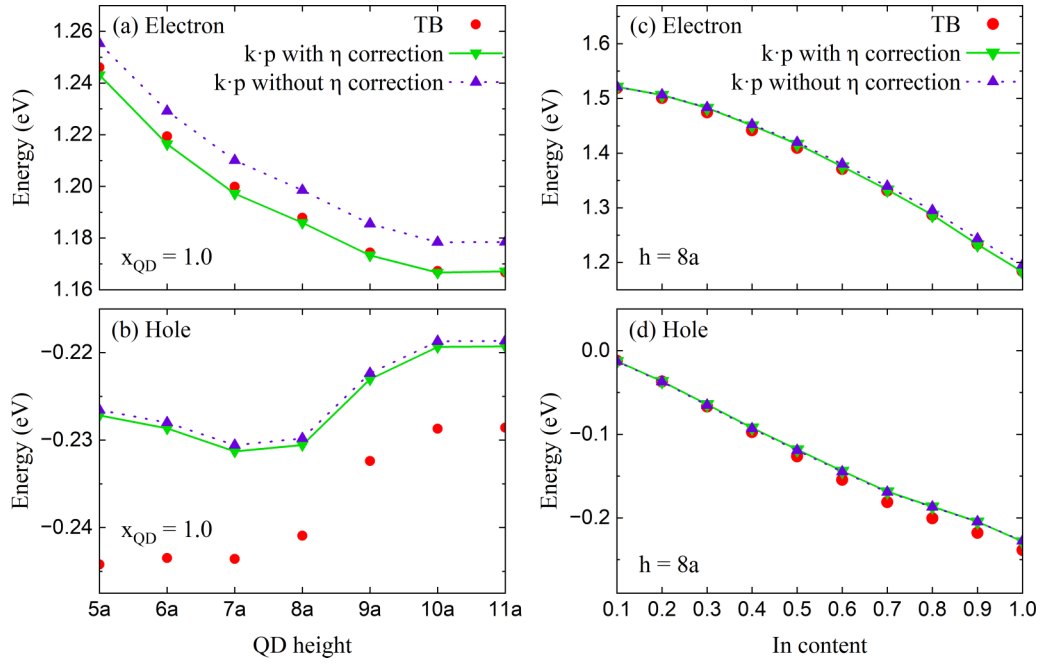 (a) Electron
TB
k·p with η correction
k·p without η correction
1.26
1.24
1.22
1.20
1.18
1.16
Energy (eV)
x_QD = 1.0
(b) Hole
−0.22
−0.23
−0.24
Energy (eV)
x_QD = 1.0
5a 6a 7a 8a 9a 10a 11a
QD height
(c) Electron
TB
k·p with η correction
k·p without η correction
1.6
1.5
1.4
1.3
1.2
Energy (eV)
h = 8a
(d) Hole
0.0
−0.1
−0.2
Energy (eV)
h = 8a
0.1 0.2 0.3 0.4 0.5 0.6 0.7 0.8 0.9 1.0
In content